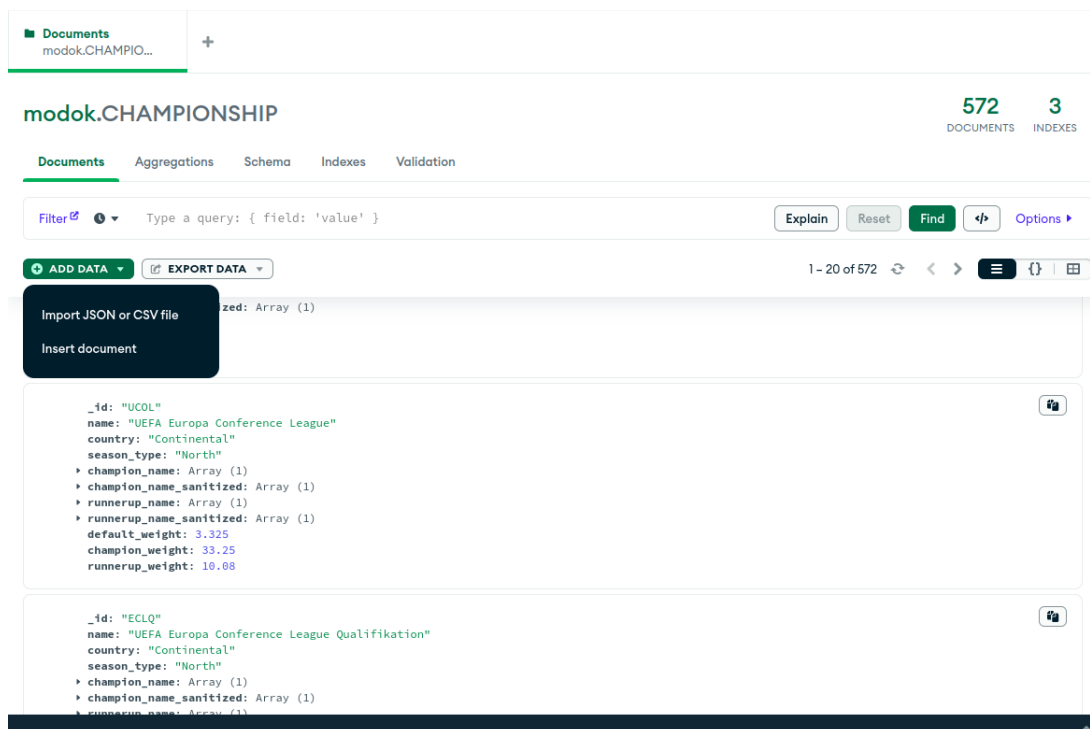 Documents
modok.CHAMPIO...
modok.CHAMPIONSHIP
572
DOCUMENTS
3
INDEXES
Documents Aggregations Schema Indexes Validation
Filter Type a query: { field: 'value' } Explain Reset Find </> Options
ADD DATA EXPORT DATA 1 – 20 of 572 {}
Import JSON or CSV file
Insert document
ized: Array (1)
_id: "UCOL"
name: "UEFA Europa Conference League"
country: "Continental"
season_type: "North"
champion_name: Array (1)
champion_name_sanitized: Array (1)
runnerup_name: Array (1)
runnerup_name_sanitized: Array (1)
default_weight: 3.325
champion_weight: 33.25
runnerup_weight: 10.08
_id: "ECLQ"
name: "UEFA Europa Conference League Qualifikation"
country: "Continental"
season_type: "North"
champion_name: Array (1)
champion_name_sanitized: Array (1)
runnerup_name: Array (1)